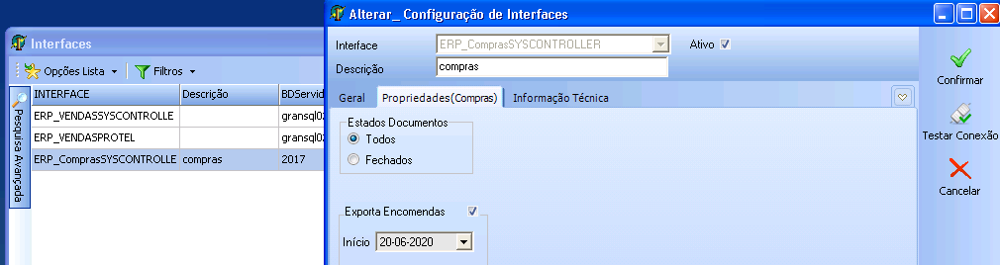 Interfaces
Opções Lista
Filtros
Pesquisa Avançada
INTERFACE Descrição BDServid
ERP_VENDASSYSCONTROLLE gransql02
ERP_VENDASPROTEL gransql02
ERP_ComprasSYSCONTROLLE compras 2017
Alterar_ Configuração de Interfaces
Interface ERP_ComprasSYSCONTROLLER Ativo
Descrição compras
Geral Propriedades(Compras) Informação Técnica
Estados Documentos
Todos
Fechados
Exporta Encomendas
Início 20-06-2020
Confirmar
Testar Conexão
Cancelar